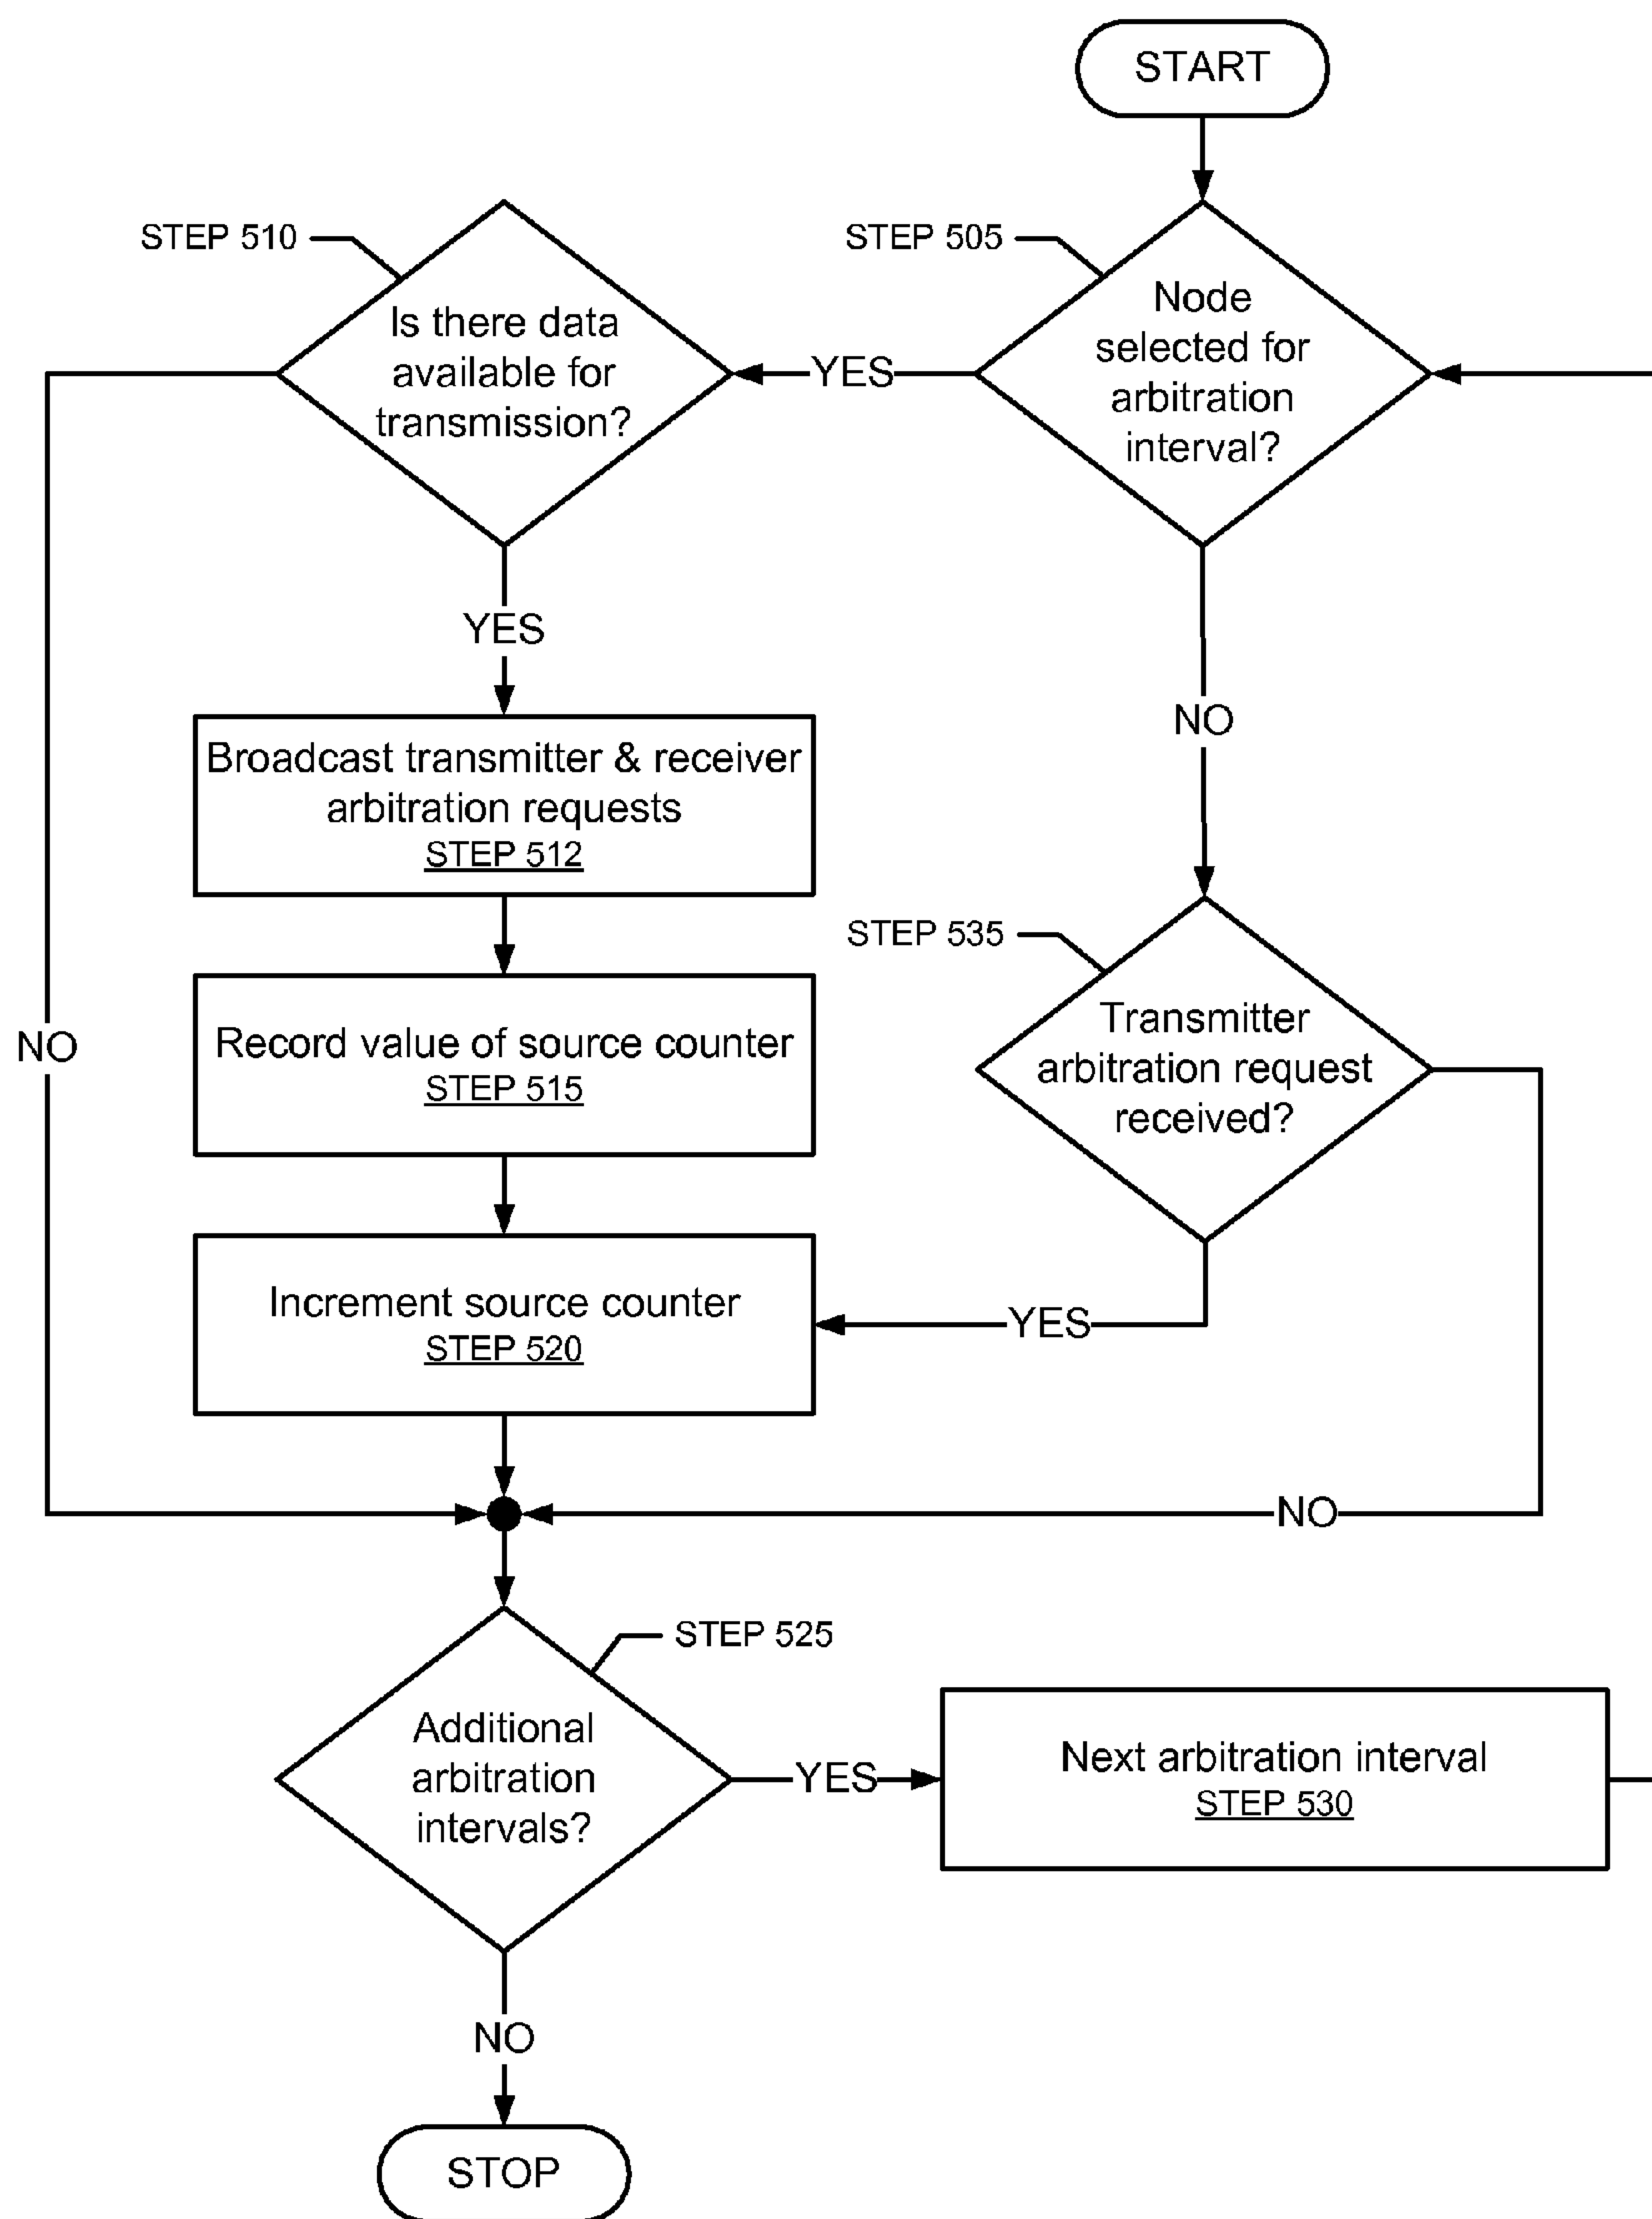 START
STEP 510
STEP 505
Is there data
available for
transmission?
YES
Node
selected for
arbitration
interval?
YES
NO
Broadcast transmitter & receiver
arbitration requests
STEP 512
STEP 535
Transmitter
arbitration request
received?
NO
Record value of source counter
STEP 515
Increment source counter
STEP 520
YES
NO
STEP 525
Additional
arbitration
intervals?
YES
Next arbitration interval
STEP 530
NO
STOP